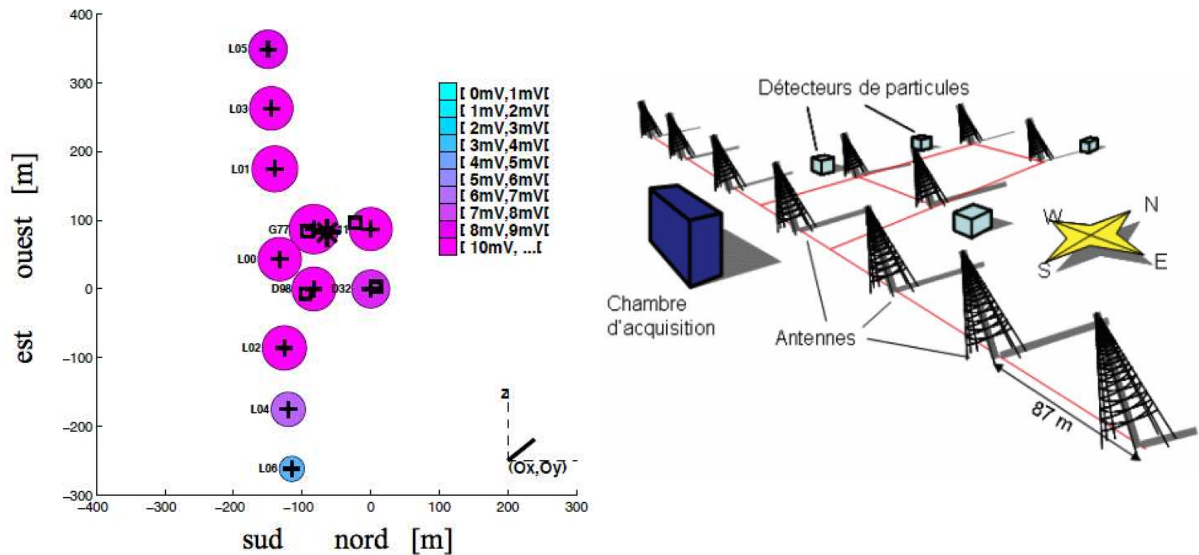 400
300
200
100
0
−100
−200
−300
−400
−300
−200
−100
0
100
200
300
est ouest [m]
sud nord [m]
L05
L03
L01
G77
L00
D98
D32
L02
L04
L06
[ 0mV,1mV[
[ 1mV,2mV[
[ 2mV,3mV[
[ 3mV,4mV[
[ 4mV,5mV[
[ 5mV,6mV[
[ 6mV,7mV[
[ 7mV,8mV[
[ 8mV,9mV[
[ 10mV, ...[
z
(Ox,Oy)
Détecteurs de particules
W
N
S
E
Chambre
d'acquisition
Antennes
87 m